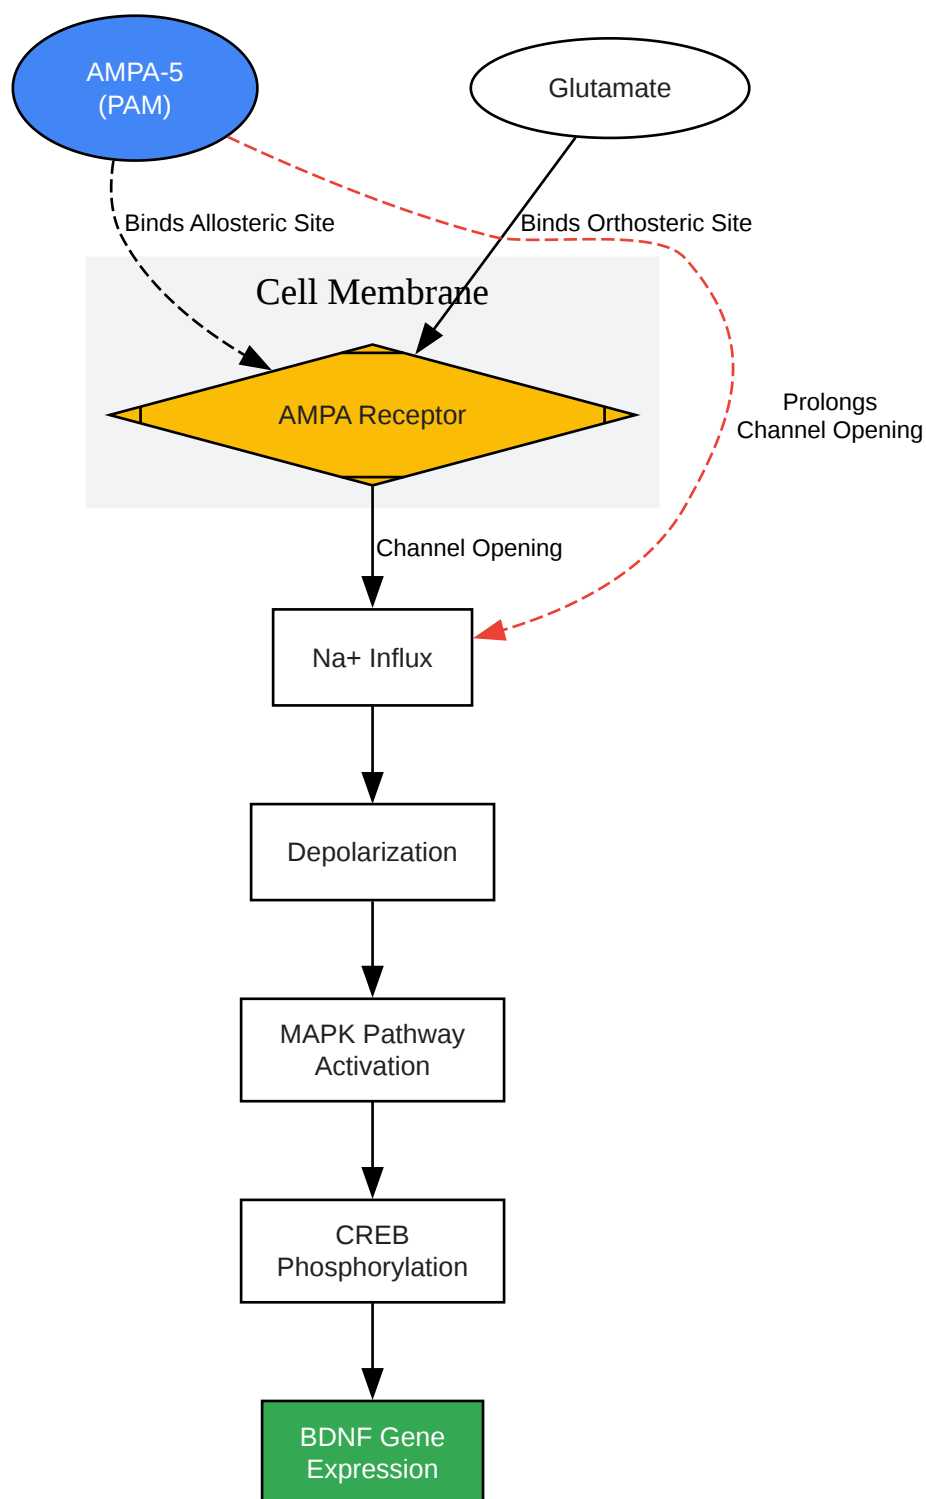 AMPA-5
(PAM)
Glutamate
Binds Allosteric Site
Binds Orthosteric Site
Cell Membrane
AMPA Receptor
Prolongs
Channel Opening
Channel Opening
Na+ Influx
Depolarization
MAPK Pathway
Activation
CREB
Phosphorylation
BDNF Gene
Expression